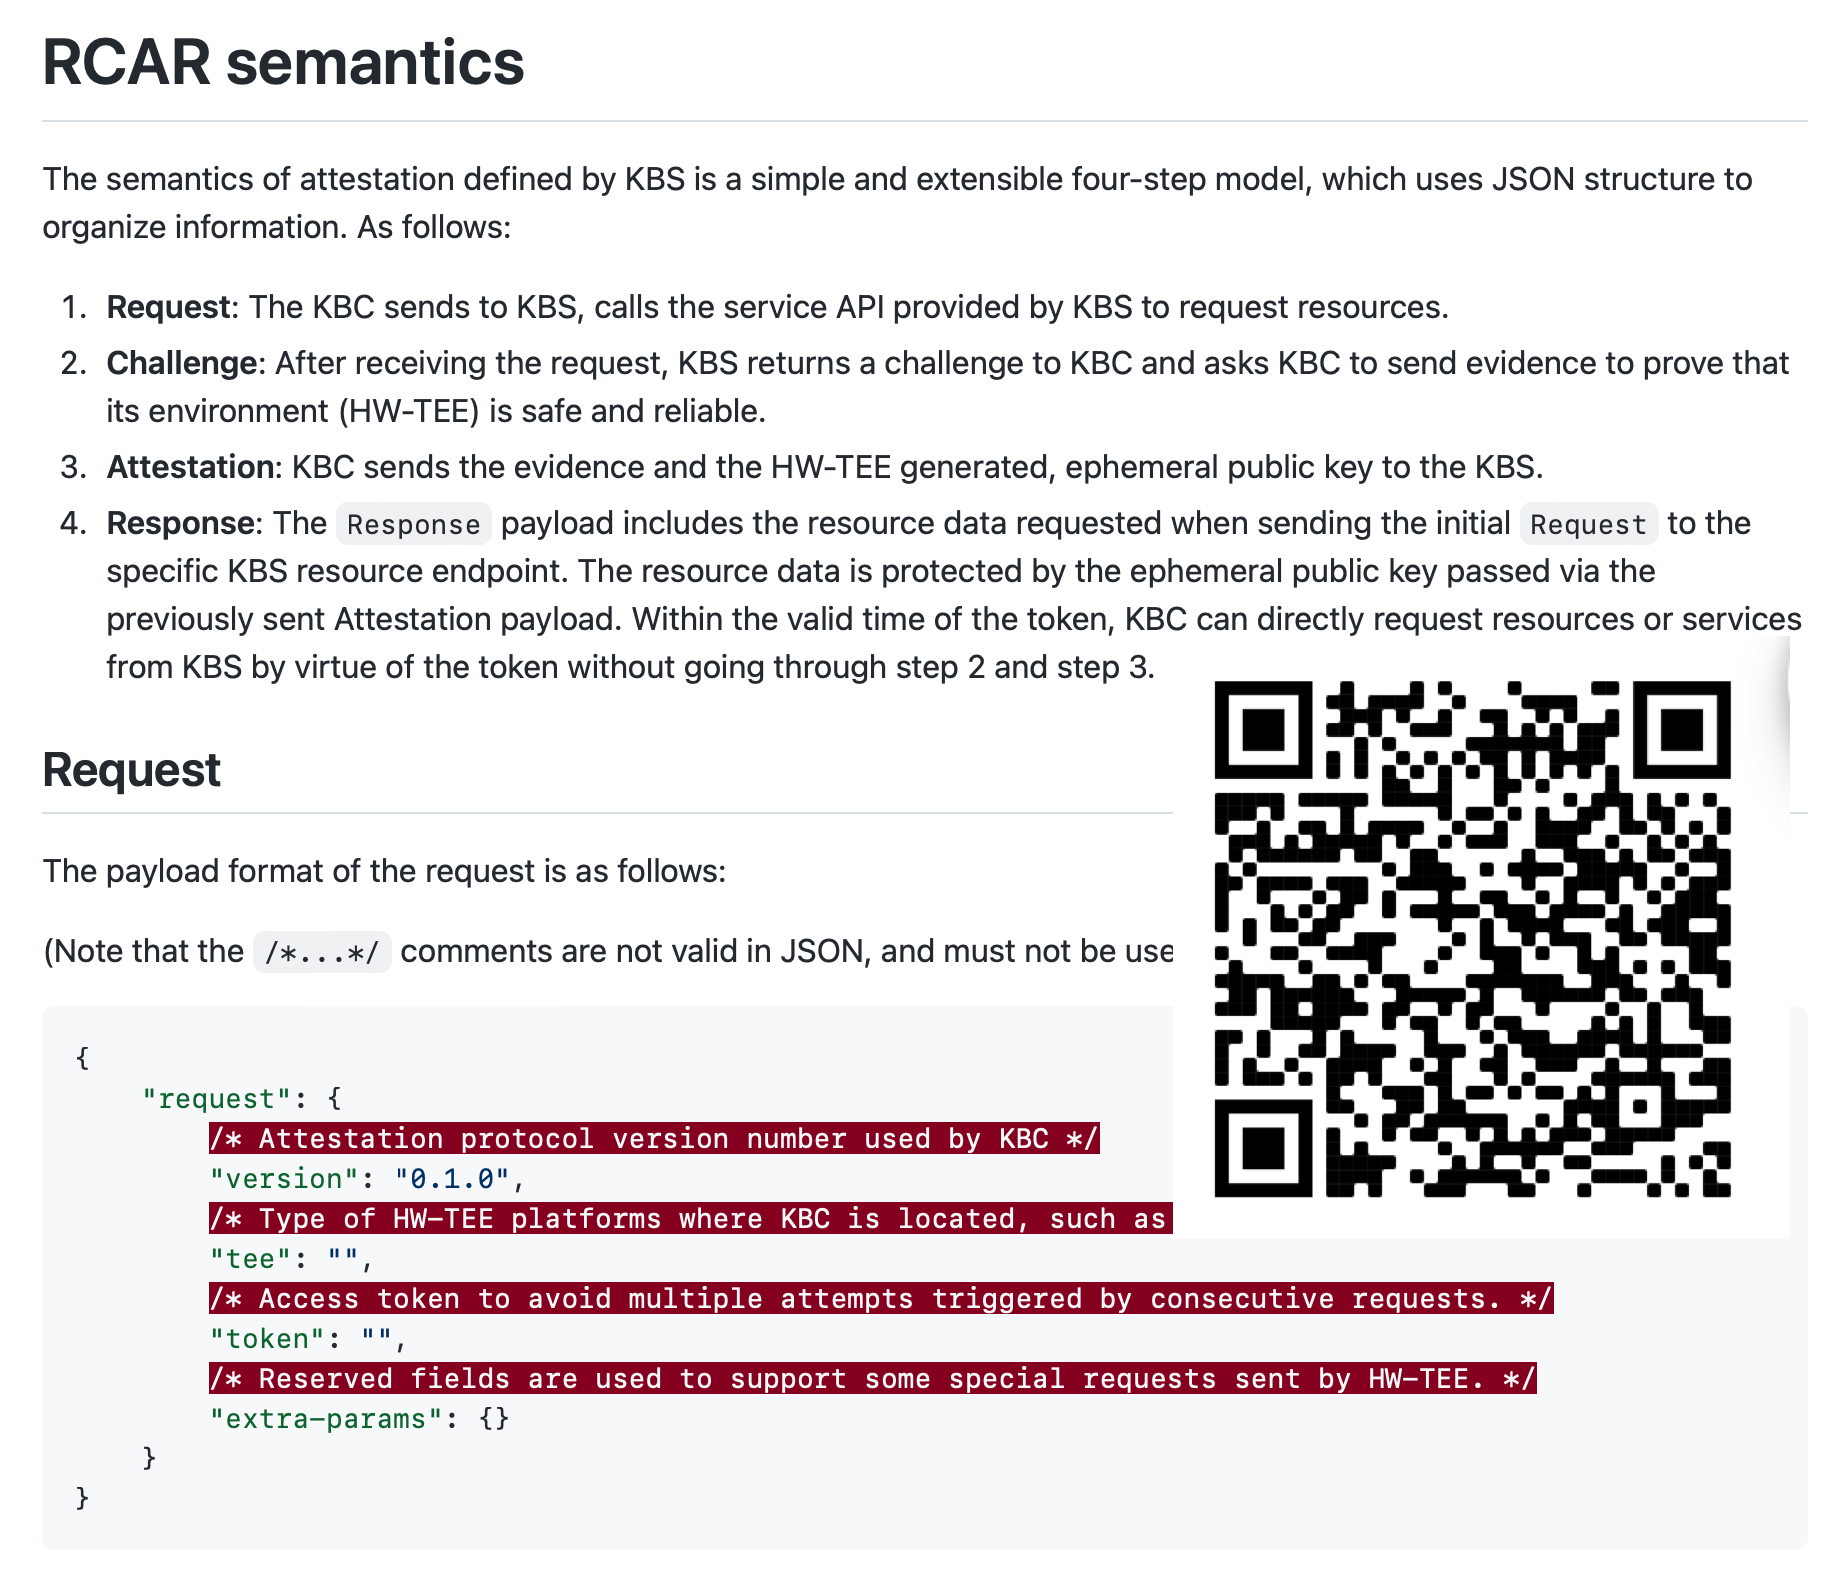 RCAR semantics
The semantics of attestation defined by KBS is a simple and extensible four-step model, which uses JSON structure to
organize information. As follows:
1. Request: The KBC sends to KBS, calls the service API provided by KBS to request resources.
2. Challenge: After receiving the request, KBS returns a challenge to KBC and asks KBC to send evidence to prove that
its environment (HW-TEE) is safe and reliable.
3. Attestation: KBC sends the evidence and the HW-TEE generated, ephemeral public key to the KBS.
4. Response: The Response payload includes the resource data requested when sending the initial Request to the
specific KBS resource endpoint. The resource data is protected by the ephemeral public key passed via the
previously sent Attestation payload. Within the valid time of the token, KBC can directly request resources or services
from KBS by virtue of the token without going through step 2 and step 3.
Request
The payload format of the request is as follows:
(Note that the /*...*/ comments are not valid in JSON, and must not be use
{
"request": {
/* Attestation protocol version number used by KBC */
"version": "0.1.0",
/* Type of HW-TEE platforms where KBC is located, such as
"tee": "",
/* Access token to avoid multiple attempts triggered by consecutive requests. */
"token": "",
/* Reserved fields are used to support some special requests sent by HW-TEE. */
"extra-params": {}
}
}